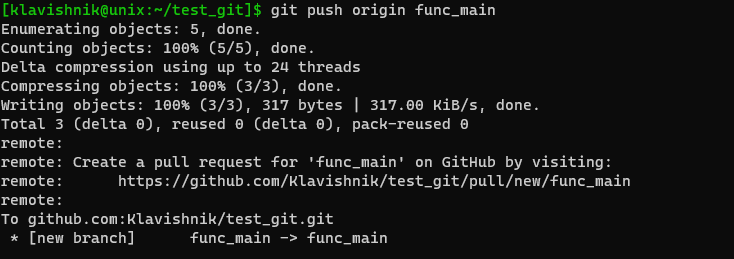 [klavishnik@unix:~/test_git]$ git push origin func_main
Enumerating objects: 5, done.
Counting objects: 100% (5/5), done.
Delta compression using up to 24 threads
Compressing objects: 100% (3/3), done.
Writing objects: 100% (3/3), 317 bytes | 317.00 KiB/s, done.
Total 3 (delta 0), reused 0 (delta 0), pack-reused 0
remote:
remote: Create a pull request for 'func_main' on GitHub by visiting:
remote:      https://github.com/Klavishnik/test_git/pull/new/func_main
remote:
To github.com:Klavishnik/test_git.git
 * [new branch]      func_main -> func_main